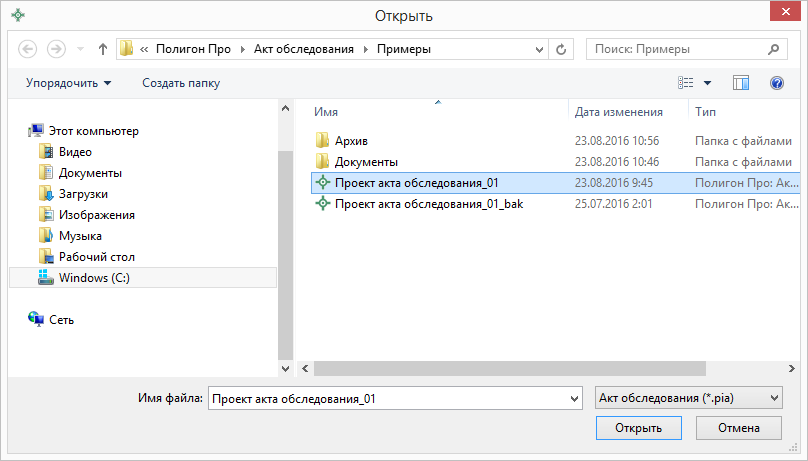 Открыть
« Полигон Про Акт обследования Примеры
Поиск: Примеры
Упорядочить Создать папку
Имя Дата изменения Тип
Этот компьютер
Видео
Документы
Загрузки
Изображения
Музыка
Рабочий стол
Windows (C:)
Сеть
Архив 23.08.2016 10:56 Папка с файлами
Документы 23.08.2016 10:46 Папка с файлами
Проект акта обследования_01 23.08.2016 9:45 Полигон Про: Ак...
Проект акта обследования_01_bak 25.07.2016 2:01 Полигон Про: Ак...
Имя файла: Проект акта обследования_01 Акт обследования (*.pia)
Открыть Отмена